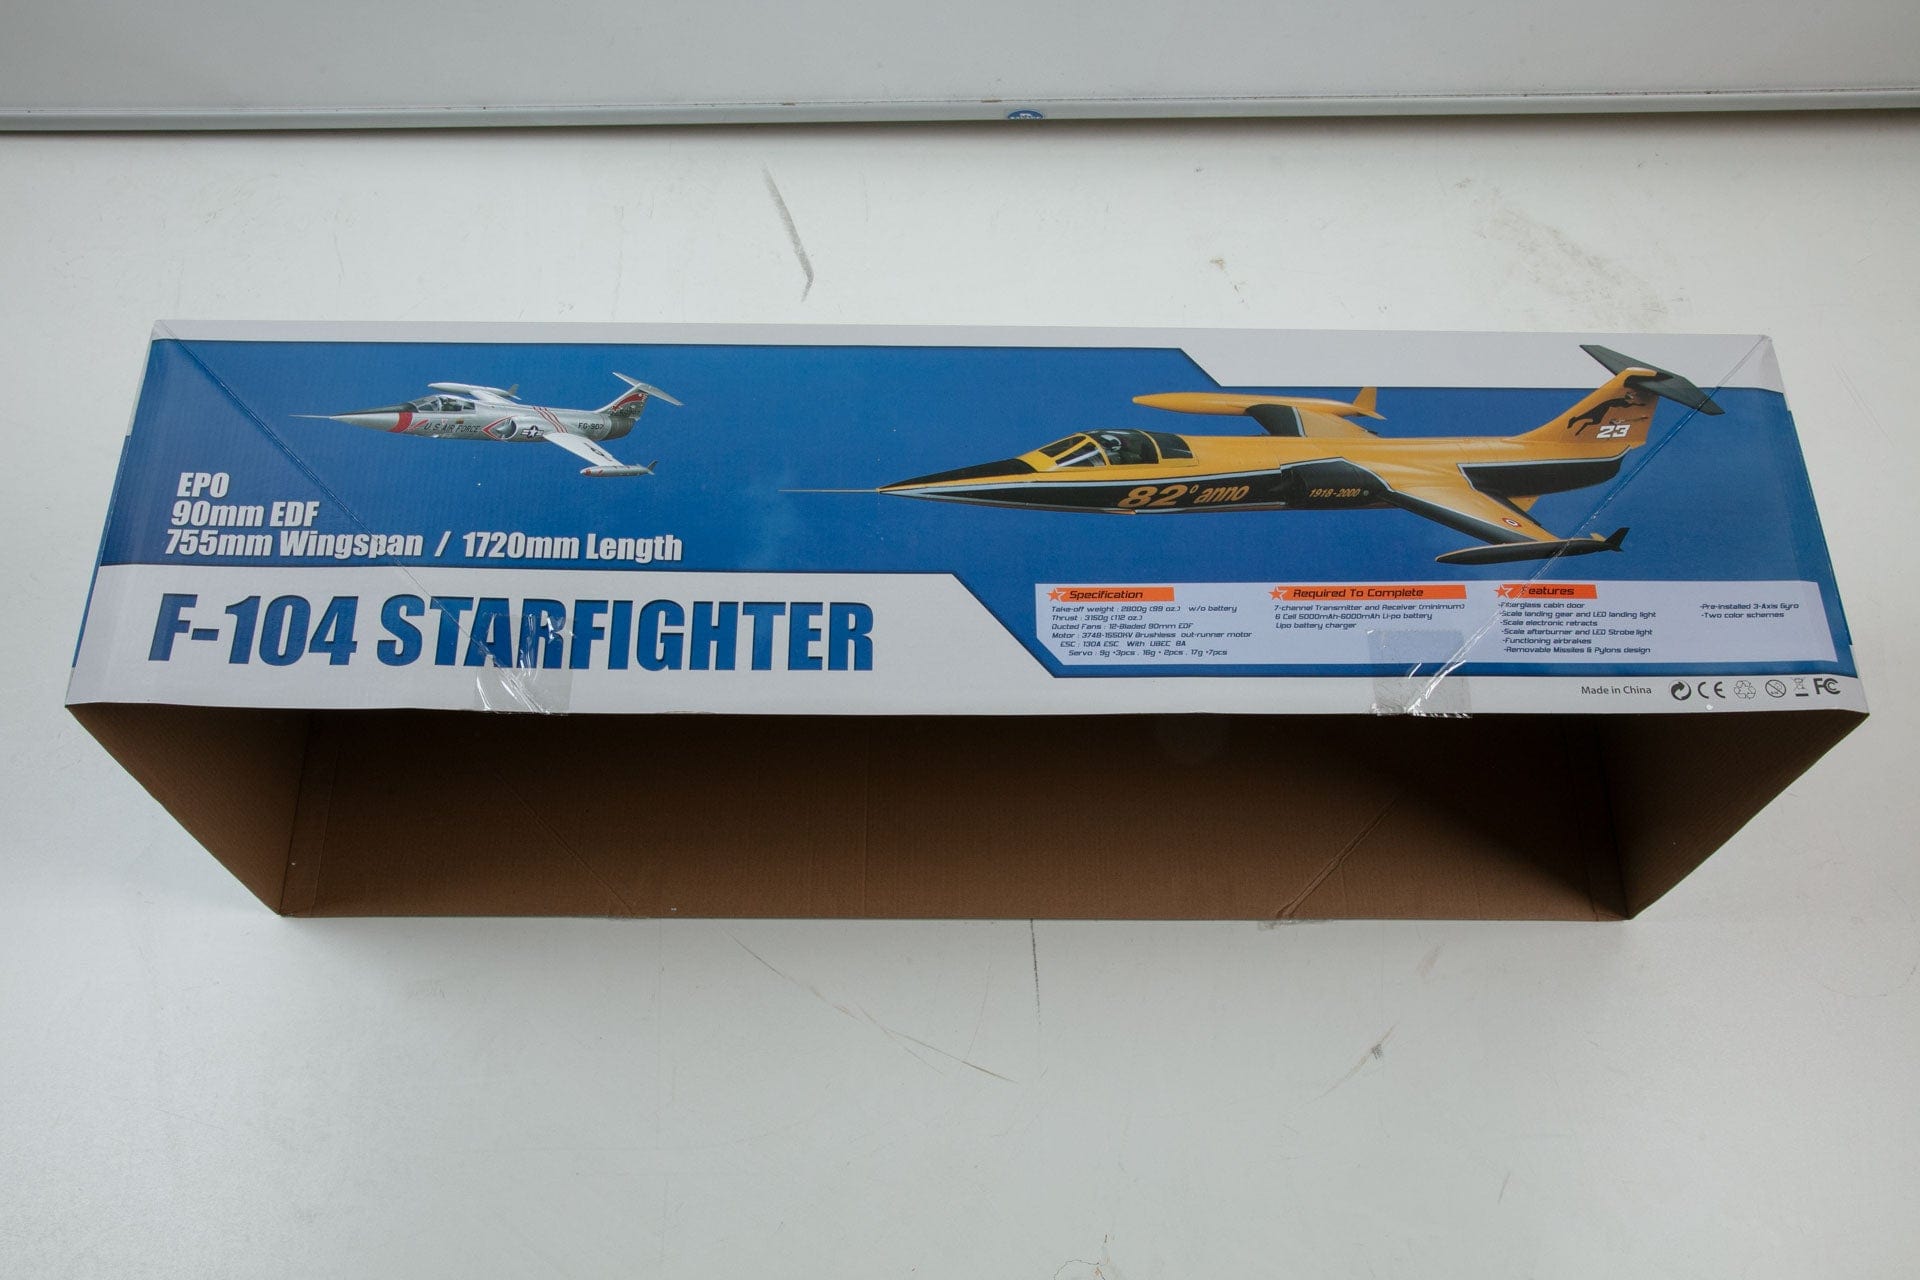 U.S. AIR FORCE
FG-907
23
82° anno
1918-2000
EPO
90mm EDF
755mm Wingspan / 1720mm Length
F-104 STARFIGHTER
Specification
Take-off weight : 2800g (99 oz.) w/o battery
Thrust : 3150g (112 oz.)
Ducted Fans : 12-Bladed 90mm EDF
Motor : 3748-1550KV Brushless out-runner motor
ESC : 130A ESC With UBEC 8A
Servo : 9g *3pcs . 16g * 2pcs . 17g *7pcs
Required To Complete
7-channel Transmitter and Receiver (minimum)
6 Cell 5000mAh-6000mAh Li-po battery
Lipo battery charger
Features
-Fiberglass cabin door
-Scale landing gear and LED landing light
-Scale electronic retracts
-Scale afterburner and LED Strobe light
-Functioning airbrakes
-Removable Missiles & Pylons design
-Pre-installed 3-Axis Gyro
-Two color schemes
Made in China CE FC